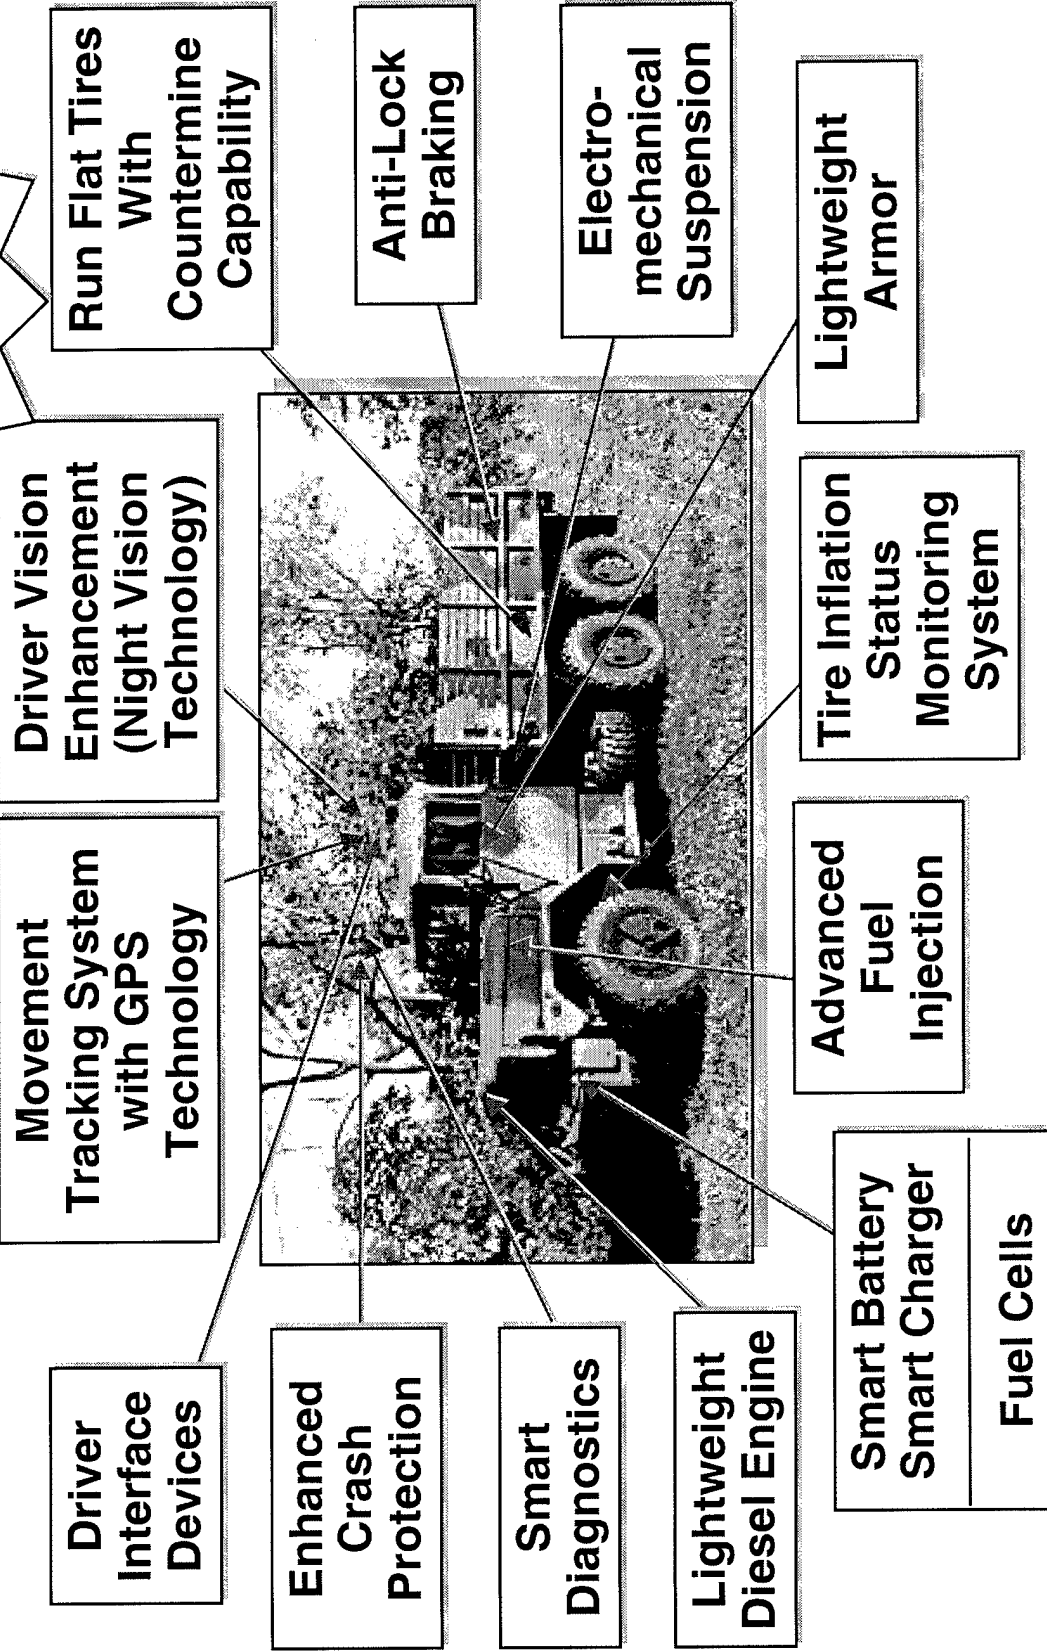 Driver
Interface
Devices
Movement
Tracking System
with GPS
Technology
Driver Vision
Enhancement
(Night Vision
Technology)
Run Flat Tires
With
Countermine
Capability
Enhanced
Crash
Protection
Anti-Lock
Braking
Smart
Diagnostics
Electro-
mechanical
Suspension
Lightweight
Diesel Engine
Lightweight
Armor
Smart Battery
Smart Charger
Fuel Cells
Advanced
Fuel
Injection
Tire Inflation
Status
Monitoring
System